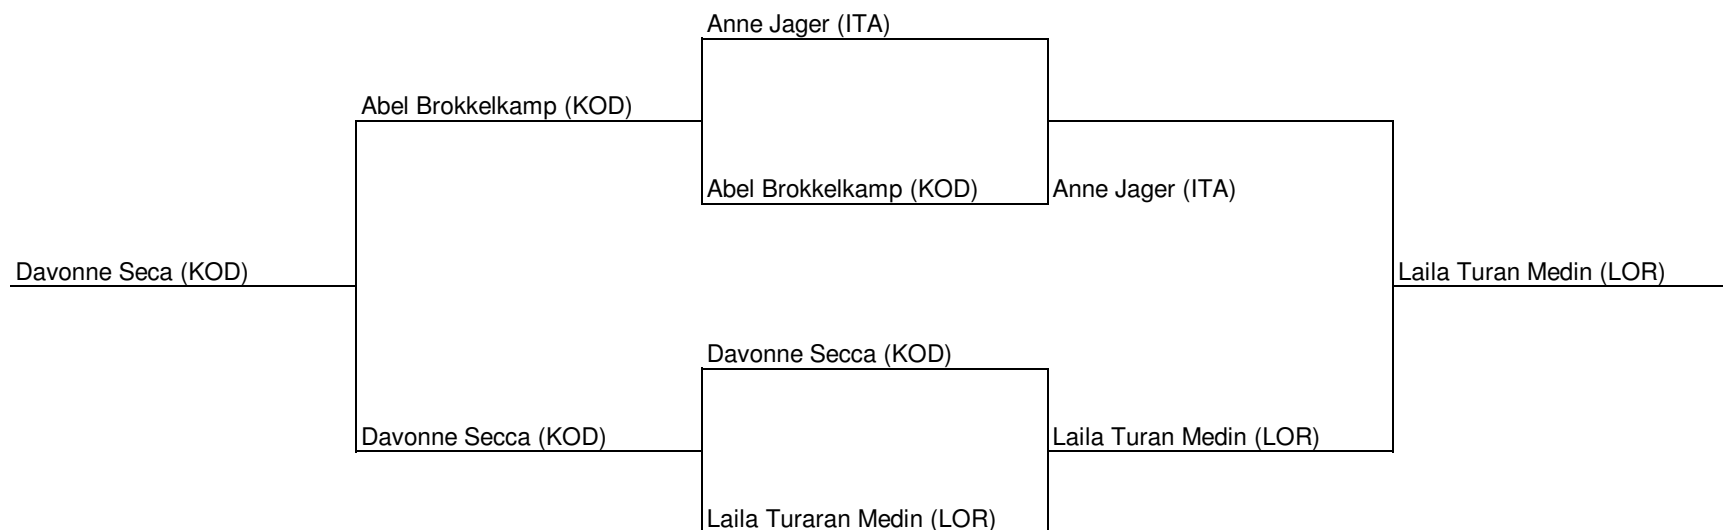 Anne Jager (ITA)
Abel Brokkelkamp (KOD)
Abel Brokkelkamp (KOD)
Anne Jager (ITA)
Davonne Seca (KOD)
Laila Turan Medin (LOR)
Davonne Secca (KOD)
Davonne Secca (KOD)
Laila Turan Medin (LOR)
Laila Turaran Medin (LOR)